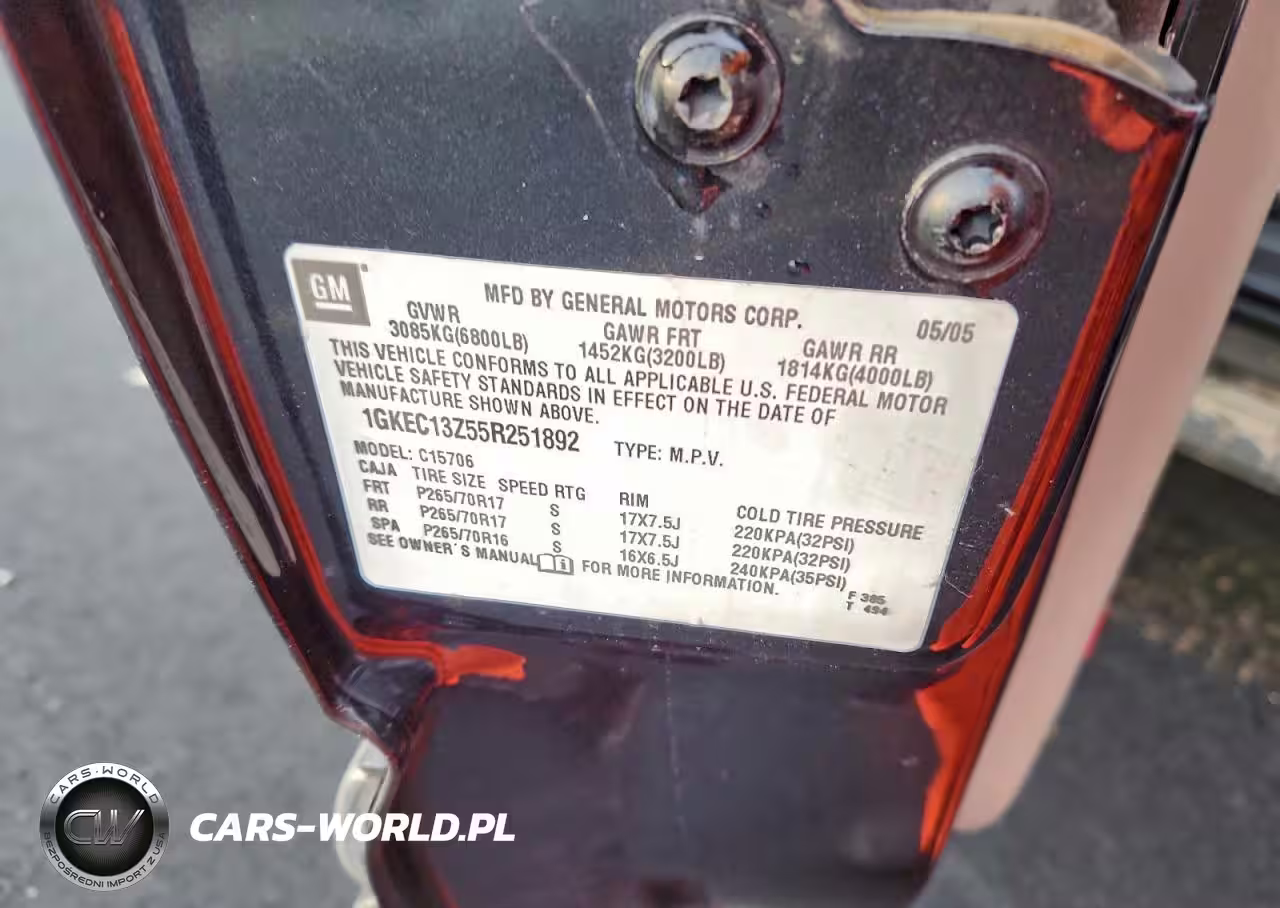 GM
MFD BY GENERAL MOTORS CORP.
05/05
GVWR GAWR FRT GAWR RR
3085KG(6800LB) 1452KG(3200LB) 1814KG(4000LB)
THIS VEHICLE CONFORMS TO ALL APPLICABLE U.S. FEDERAL MOTOR
VEHICLE SAFETY STANDARDS IN EFFECT ON THE DATE OF
MANUFACTURE SHOWN ABOVE.
1GKEC13Z55R251892 TYPE: M.P.V.
MODEL: C15706
CAJA TIRE SIZE SPEED RTG RIM COLD TIRE PRESSURE
FRT P265/70R17 S 17X7.5J 220KPA(32PSI)
RR P265/70R17 S 17X7.5J 220KPA(32PSI)
SPA P265/70R16 S 16X6.5J 240KPA(35PSI)
SEE OWNER'S MANUAL FOR MORE INFORMATION.
F 385
T 494
CARS-WORLD
CW
BEZPOŚREDNI IMPORT Z USA
CARS-WORLD.PL